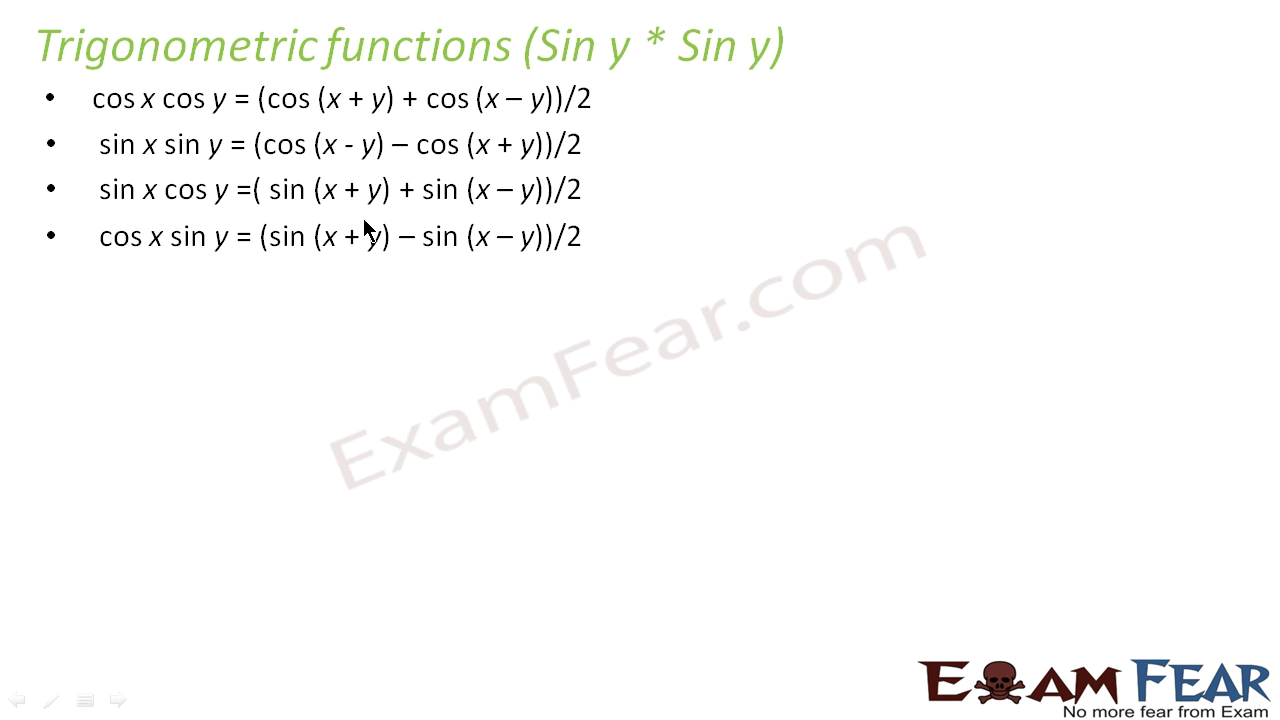 Trigonometric functions (Sin y * Sin y)
• cos x cos y = (cos (x + y) + cos (x – y))/2
• sin x sin y = (cos (x - y) – cos (x + y))/2
• sin x cos y =( sin (x + y) + sin (x – y))/2
• cos x sin y = (sin (x + y) – sin (x – y))/2
ExamFear.com
EXAM FEAR
No more fear from Exam